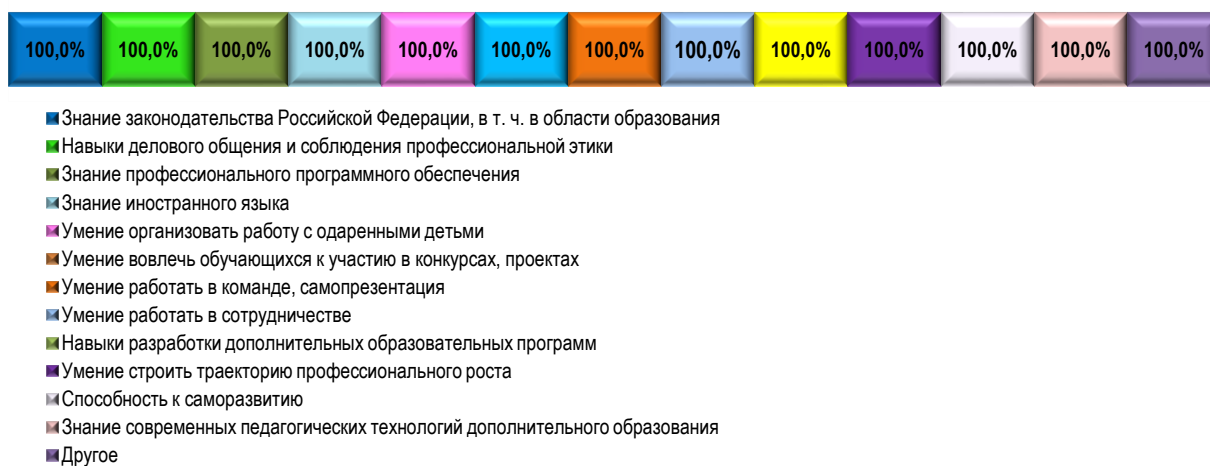 100,0% 100,0% 100,0% 100,0% 100,0% 100,0% 100,0% 100,0% 100,0% 100,0% 100,0% 100,0% 100,0%
Знание законодательства Российской Федерации, в т. ч. в области образования
Навыки делового общения и соблюдения профессиональной этики
Знание профессионального программного обеспечения
Знание иностранного языка
Умение организовать работу с одаренными детьми
Умение вовлечь обучающихся к участию в конкурсах, проектах
Умение работать в команде, самопрезентация
Умение работать в сотрудничестве
Навыки разработки дополнительных образовательных программ
Умение строить траекторию профессионального роста
Способность к саморазвитию
Знание современных педагогических технологий дополнительного образования
Другое